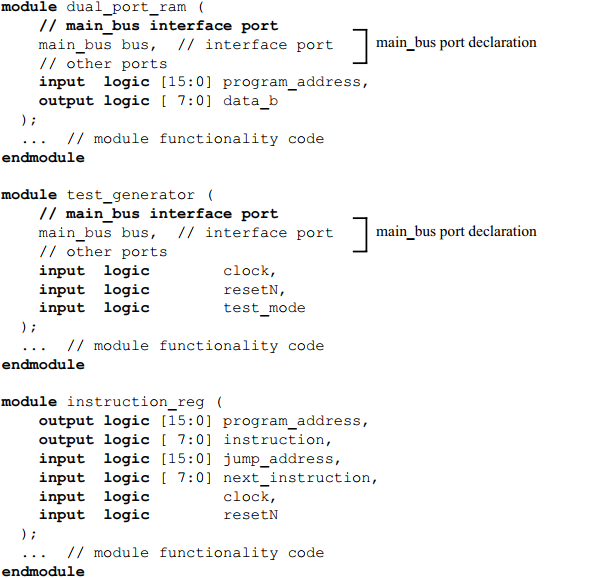 module dual_port_ram (
    // main_bus interface port
    main_bus bus,  // interface port
main_bus port declaration
    // other ports
    input  logic [15:0] program_address,
    output logic [ 7:0] data_b
  );
  ...  // module functionality code
endmodule
module test_generator (
    // main_bus interface port
    main_bus bus,  // interface port
main_bus port declaration
    // other ports
    input  logic        clock,
    input  logic        resetN,
    input  logic        test_mode
  );
  ...  // module functionality code
endmodule
module instruction_reg (
    output logic [15:0] program_address,
    output logic [ 7:0] instruction,
    input  logic [15:0] jump_address,
    input  logic [ 7:0] next_instruction,
    input  logic        clock,
    input  logic        resetN
  );
  ...  // module functionality code
endmodule